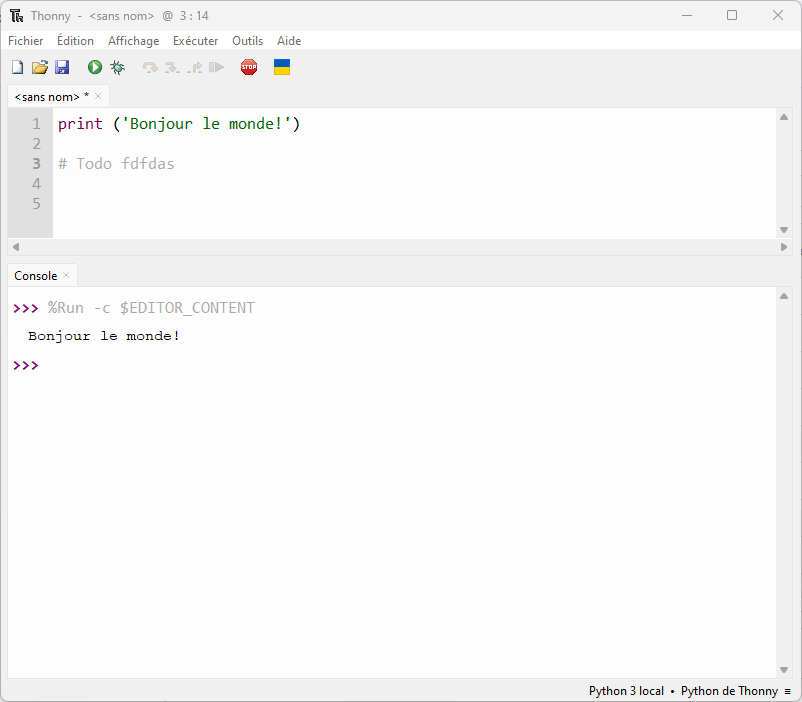 Thonny - <sans nom> @ 3 : 14
Fichier Édition Affichage Exécuter Outils Aide
STOP
<sans nom> * ×
1 print ('Bonjour le monde!')
2
3 # Todo fdfdas
4
5
Console ×
>>> %Run -c $EDITOR_CONTENT
Bonjour le monde!
>>>
Python 3 local • Python de Thonny ≡